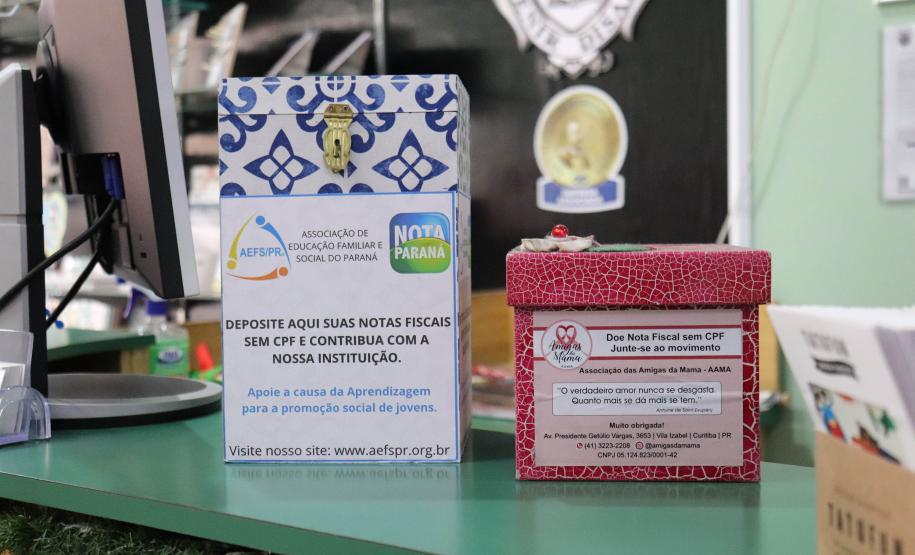 AEFS/PR
ASSOCIAÇÃO DE
EDUCAÇÃO FAMILIAR E
SOCIAL DO PARANÁ
NOTA
PARANÁ
DEPOSITE AQUI SUAS NOTAS FISCAIS
SEM CPF E CONTRIBUA COM A
NOSSA INSTITUIÇÃO.
Apoie a causa da Aprendizagem
para a promoção social de jovens.
Visite nosso site: www.aefspr.org.br
Amigas
da
Mama
Doe Nota Fiscal sem CPF
Junte-se ao movimento
Associação das Amigas da Mama - AAMA
"O verdadeiro amor nunca se desgasta.
Quanto mais se dá mais se tem."
Antoine de Saint Exupéry
Muito obrigada!
Av. Presidente Getúlio Vargas, 3653 | Vila Izabel | Curitiba | PR
(41) 3223-2208 @amigasdamama
CNPJ 05.124.823/0001-42